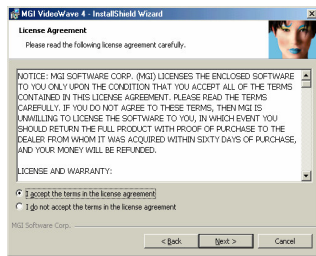 MGI VideoWave 4 - InstallShield Wizard
License Agreement
Please read the following license agreement carefully.
NOTICE: MGI SOFTWARE CORP. (MGI) LICENSES THE ENCLOSED SOFTWARE
TO YOU ONLY UPON THE CONDITION THAT YOU ACCEPT ALL OF THE TERMS
CONTAINED IN THIS LICENSE AGREEMENT. PLEASE READ THE TERMS
CAREFULLY. IF YOU DO NOT AGREE TO THESE TERMS, THEN MGI IS
UNWILLING TO LICENSE THE SOFTWARE TO YOU, IN WHICH EVENT YOU
SHOULD RETURN THE FULL PRODUCT WITH PROOF OF PURCHASE TO THE
DEALER FROM WHOM IT WAS ACQUIRED WITHIN SIXTY DAYS OF PURCHASE,
AND YOUR MONEY WILL BE REFUNDED.
LICENSE AND WARRANTY:
I accept the terms in the license agreement
I do not accept the terms in the license agreement
MGI Software Corp.
< Back Next > Cancel